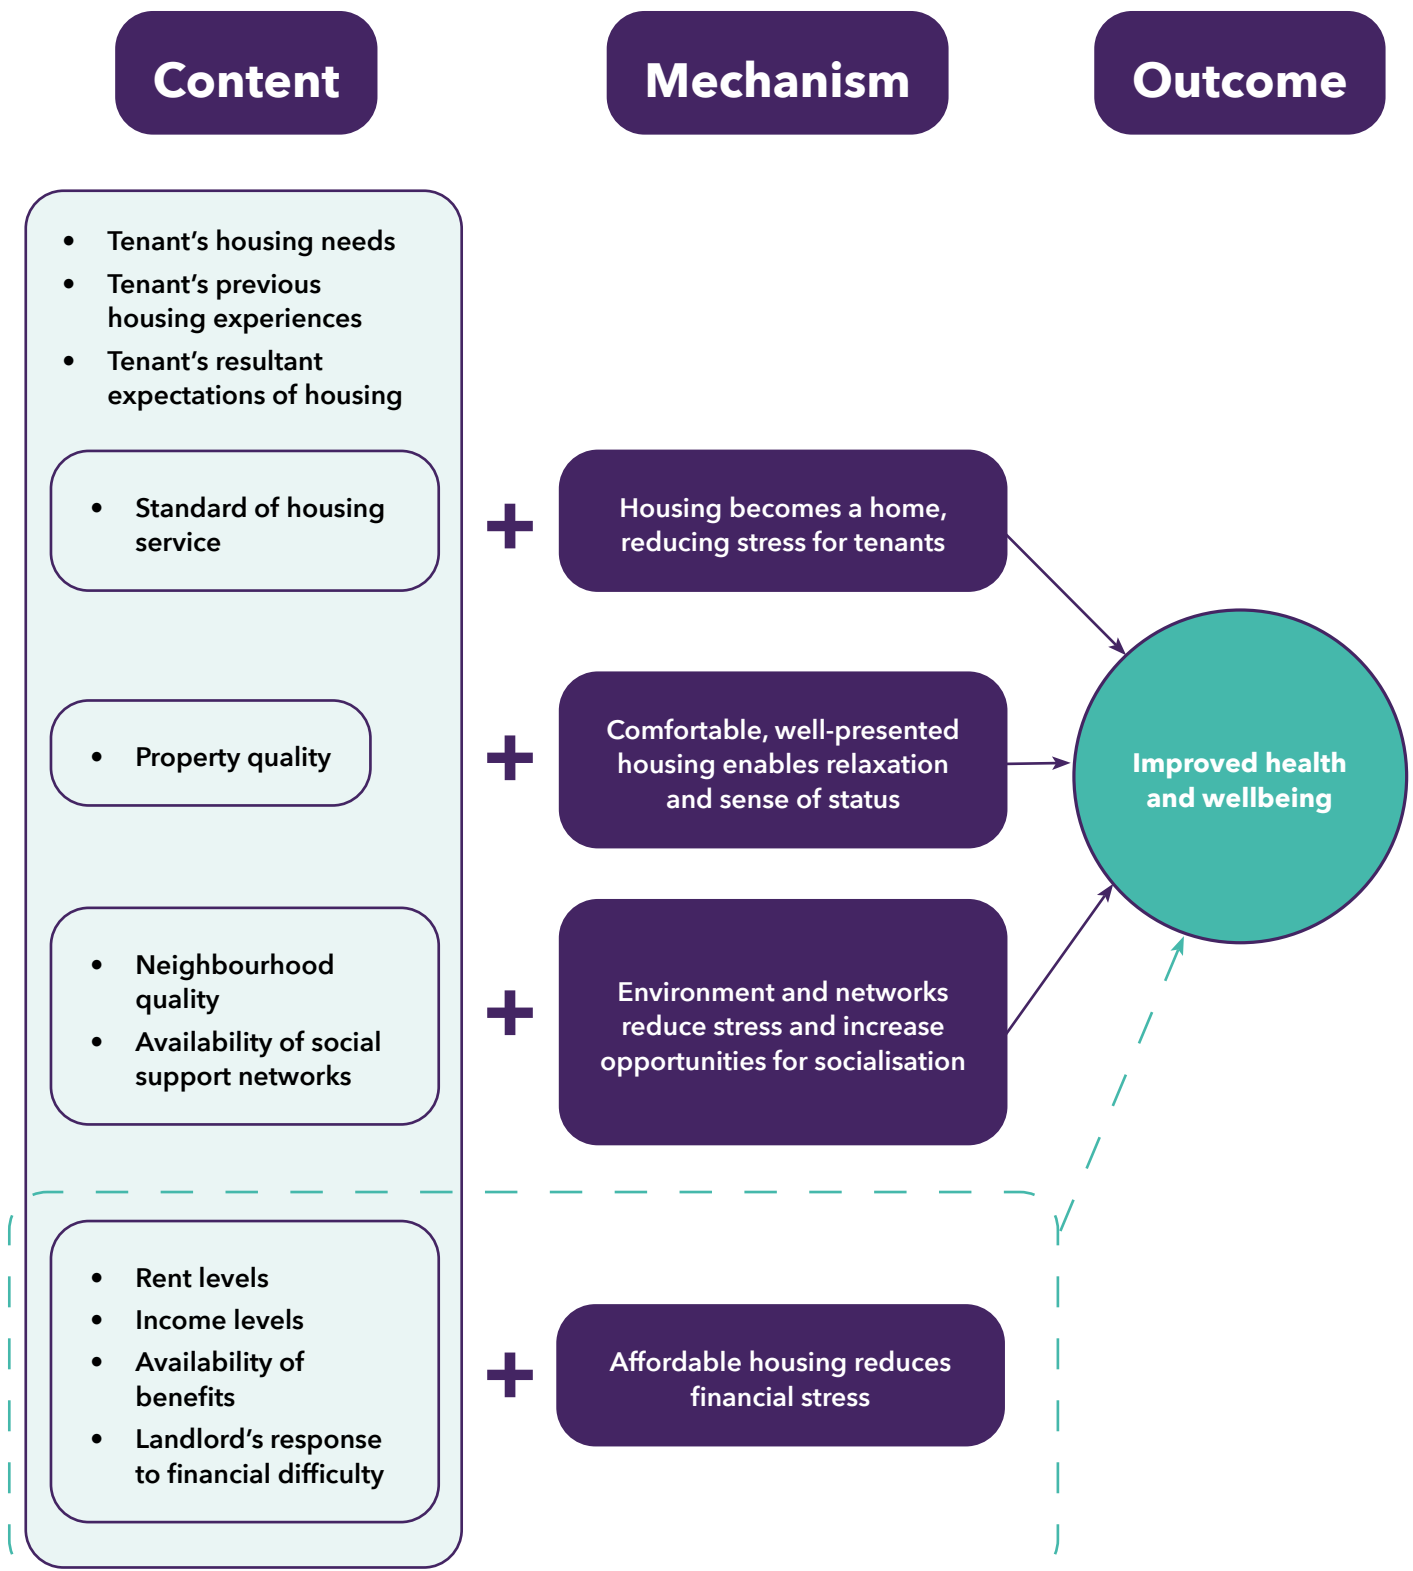 Content
Mechanism
Outcome
• Tenant’s housing needs
• Tenant’s previous
housing experiences
• Tenant’s resultant
expectations of housing
• Standard of housing
service
+
Housing becomes a home,
reducing stress for tenants
• Property quality
+
Comfortable, well-presented
housing enables relaxation
and sense of status
Improved health
and wellbeing
• Neighbourhood
quality
• Availability of social
support networks
+
Environment and networks
reduce stress and increase
opportunities for socialisation
• Rent levels
• Income levels
• Availability of
benefits
• Landlord’s response
to financial difficulty
+
Affordable housing reduces
financial stress